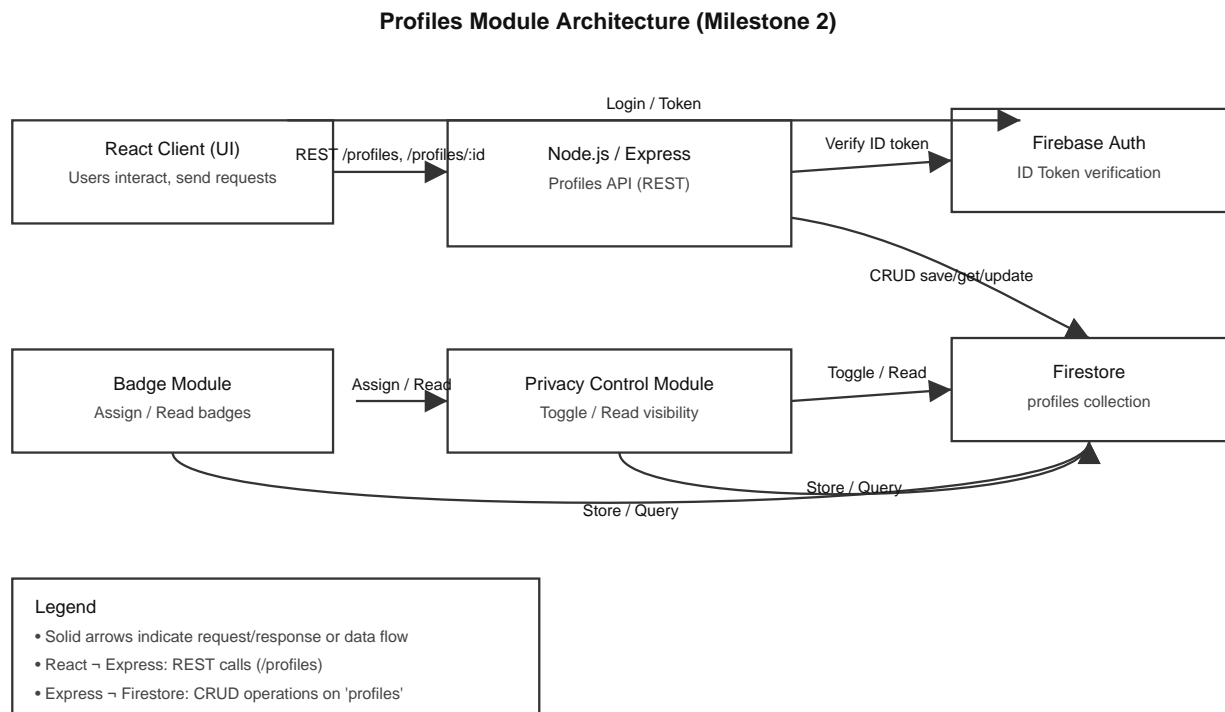 Profiles Module Architecture (Milestone 2)
Login / Token
React Client (UI)
Users interact, send requests
REST /profiles, /profiles/:id
Node.js / Express
Profiles API (REST)
Verify ID token
Firebase Auth
ID Token verification
CRUD save/get/update
Badge Module
Assign / Read badges
Assign / Read
Privacy Control Module
Toggle / Read visibility
Toggle / Read
Firestore
profiles collection
Store / Query
Store / Query
Legend
• Solid arrows indicate request/response or data flow
• React ¬ Express: REST calls (/profiles)
• Express ¬ Firestore: CRUD operations on 'profiles'